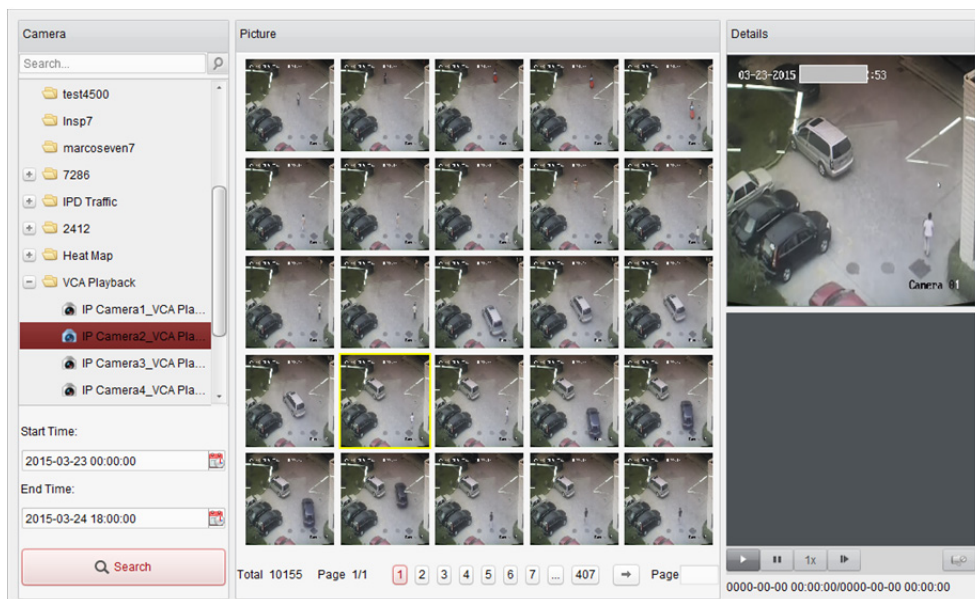 Camera
Search...
test4500
Insp7
marcoseven7
7286
IPD Traffic
2412
Heat Map
VCA Playback
IP Camera1_VCA Pla...
IP Camera2_VCA Pla...
IP Camera3_VCA Pla...
IP Camera4_VCA Pla...
Start Time:
2015-03-23 00:00:00
End Time:
2015-03-24 18:00:00
Search
Picture
Total 10155 Page 1/1 1 2 3 4 5 6 7 ... 407 Page
Details
03-23-2015 :53
Camera 01
1x
0000-00-00 00:00:00/0000-00-00 00:00:00